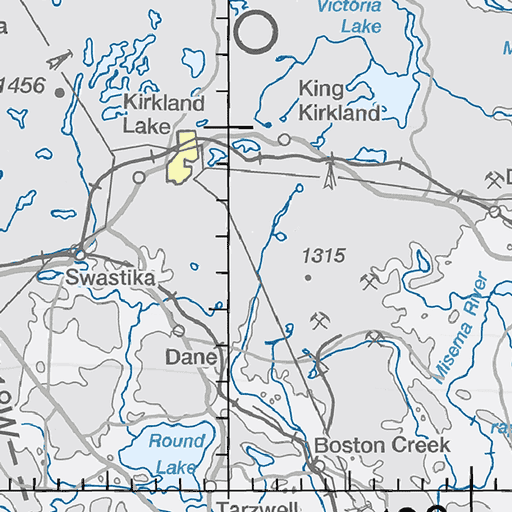 Victoria
Lake
1456
Kirkland
Lake
King
Kirkland
1315
Swastika
Misema River
Dane
Round
Lake
Boston Creek
Tarzwell